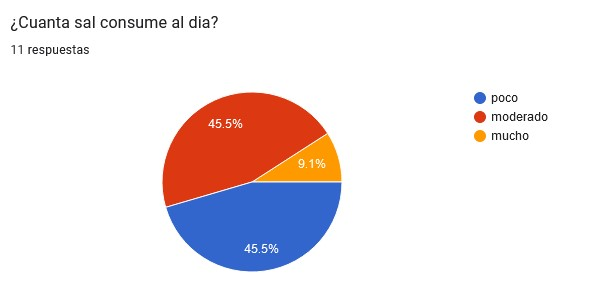 ¿Cuanta sal consume al dia?
11 respuestas
45.5%
9.1%
45.5%
poco
moderado
mucho